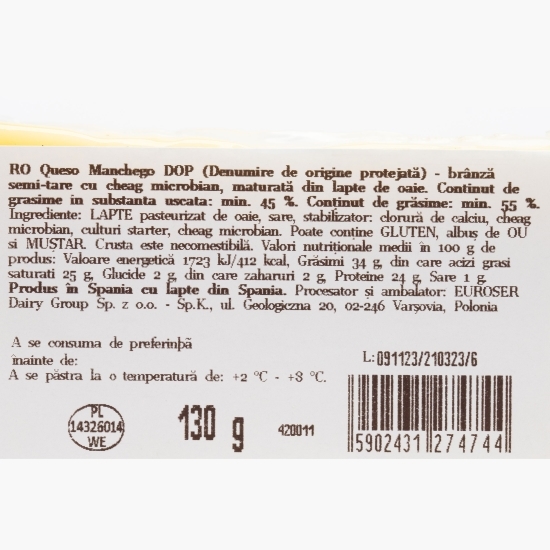 RO Queso Manchego DOP (Denumire de origine protejată) - brânză
semi-tare cu cheag microbian, maturată din lapte de oaie. Continut de
grasime in substanta uscata: min. 45 %. Conținut de grăsime: min. 55 %.
Ingrediente: LAPTE pasteurizat de oaie, sare, stabilizator: clorură de calciu, cheag
microbian, culturi starter, cheag microbian. Poate conține GLUTEN, albuș de OU
si MUȘTAR. Crusta este necomestibilă. Valori nutriționale medii in 100 g de
produs: Valoare energetică 1723 kJ/412 kcal, Grăsimi 34 g, din care acizi grasi
saturati 25 g, Glucide 2 g, din care zaharuri 2 g, Proteine 24 g, Sare 1 g.
Produs în Spania cu lapte din Spania. Procesator și ambalator: EUROSER
Dairy Group Sp. z o.o. - Sp.K., ul. Geologiczna 20, 02-246 Varșovia, Polonia
A se consuma de preferinþã
înainte de:
A se păstra la o temperatură de: +2 °C - +8 °C.
L: 091123/210323/6
PL
14326014
WE
130 g
420011
5902431 274744